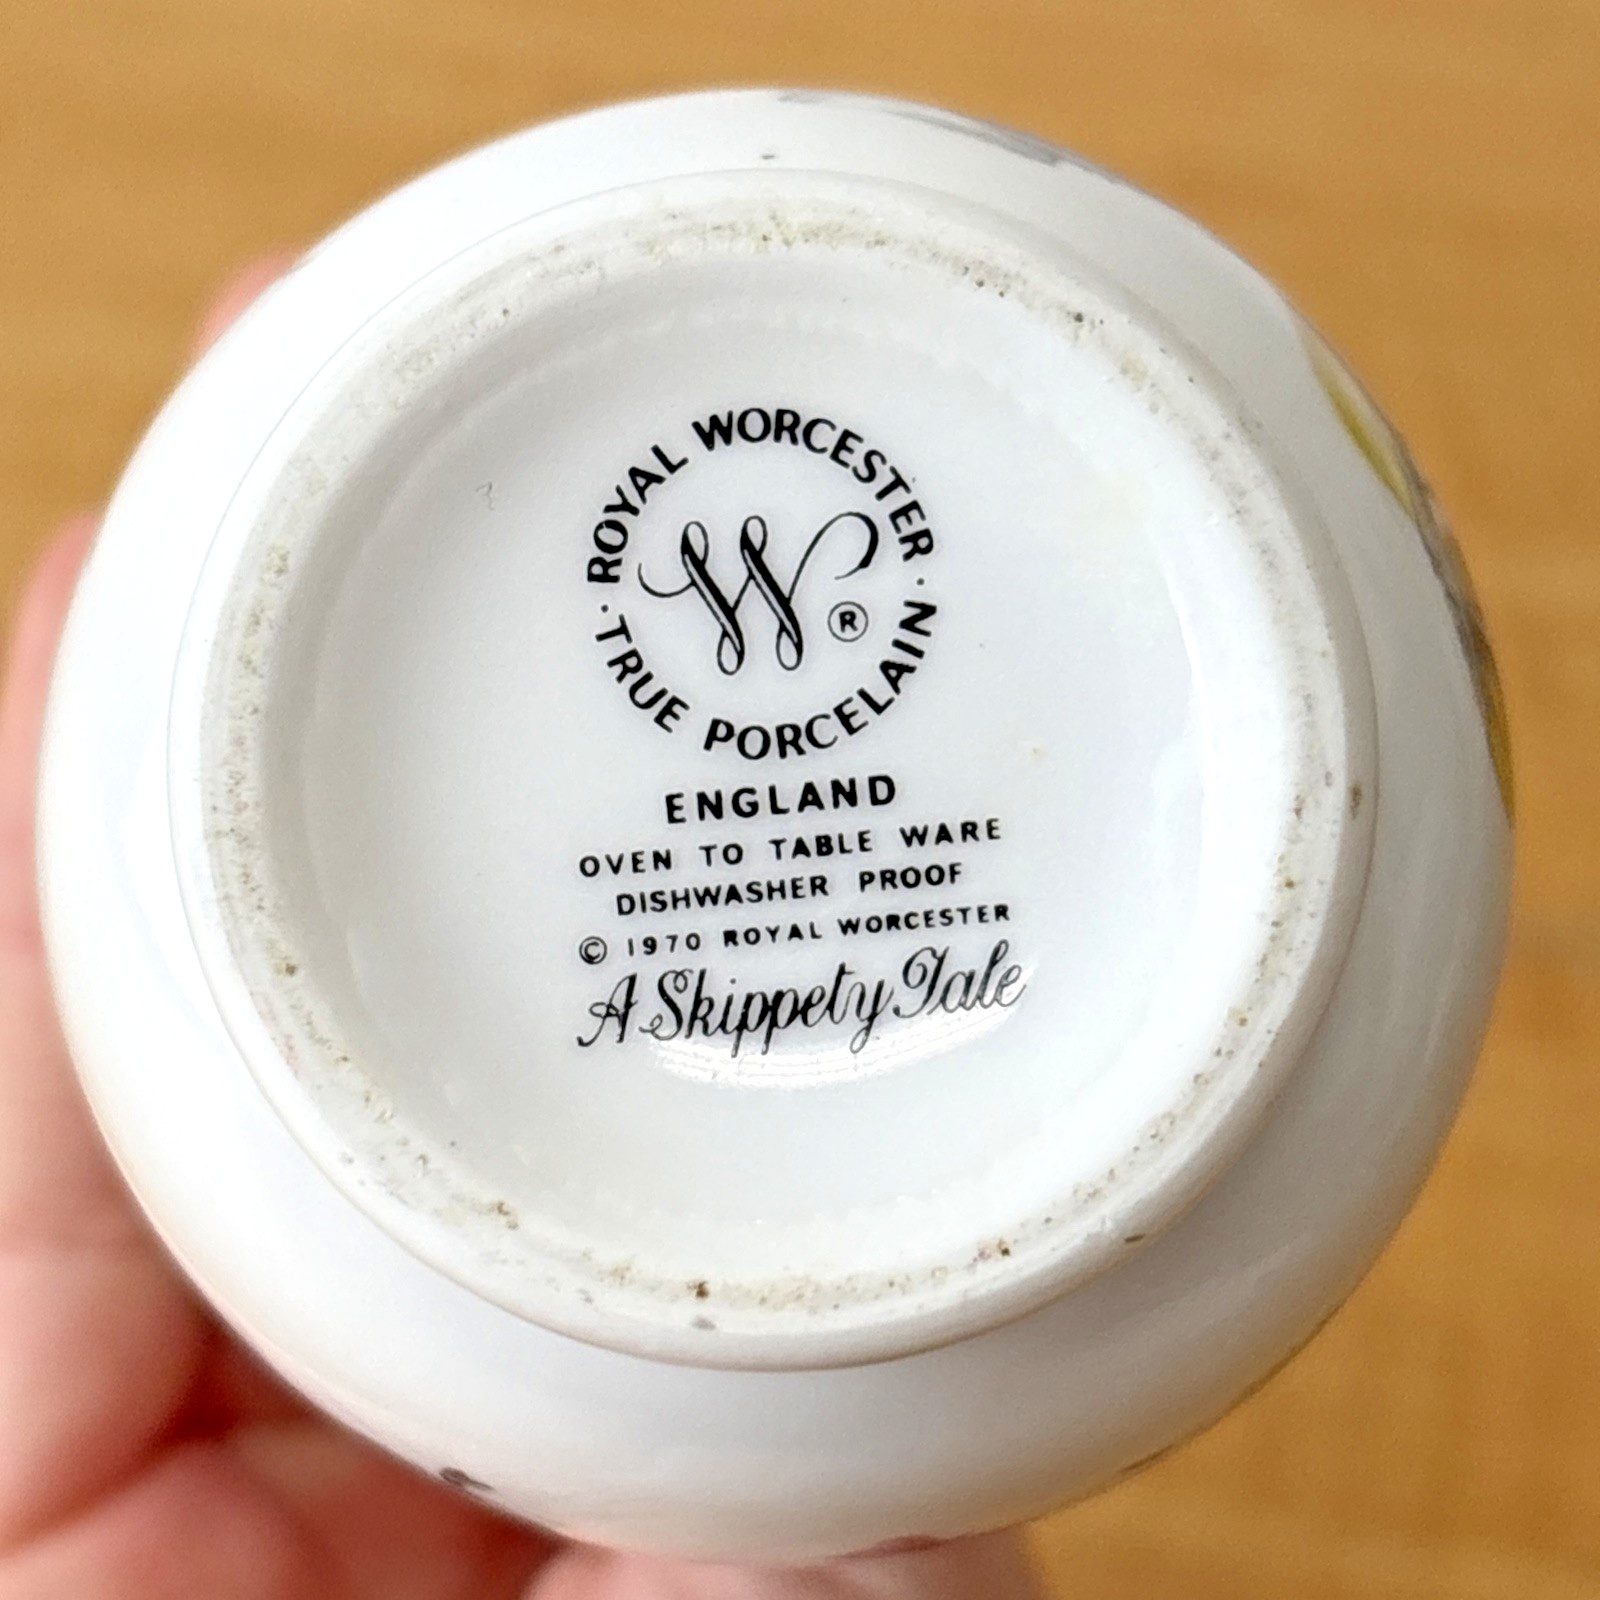 ROYAL WORCESTER
W ®
· TRUE PORCELAIN ·
ENGLAND
OVEN TO TABLE WARE
DISHWASHER PROOF
© 1970 ROYAL WORCESTER
A Skippety Tale